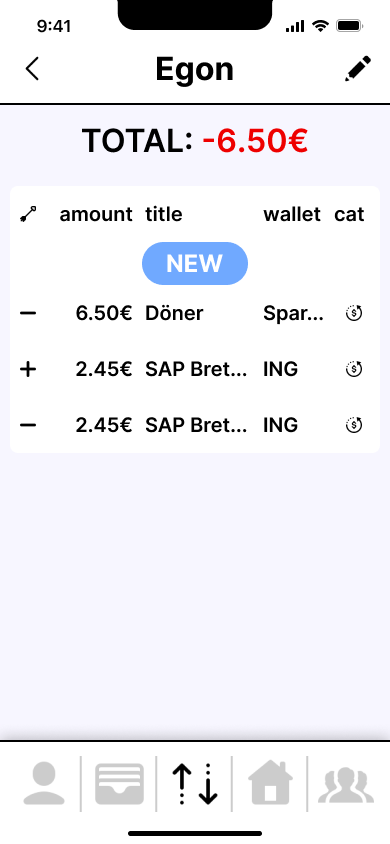 9:41
Egon
TOTAL: -6.50€
amount title wallet cat
NEW
− 6.50€ Döner Spar...
+ 2.45€ SAP Bret... ING
− 2.45€ SAP Bret... ING